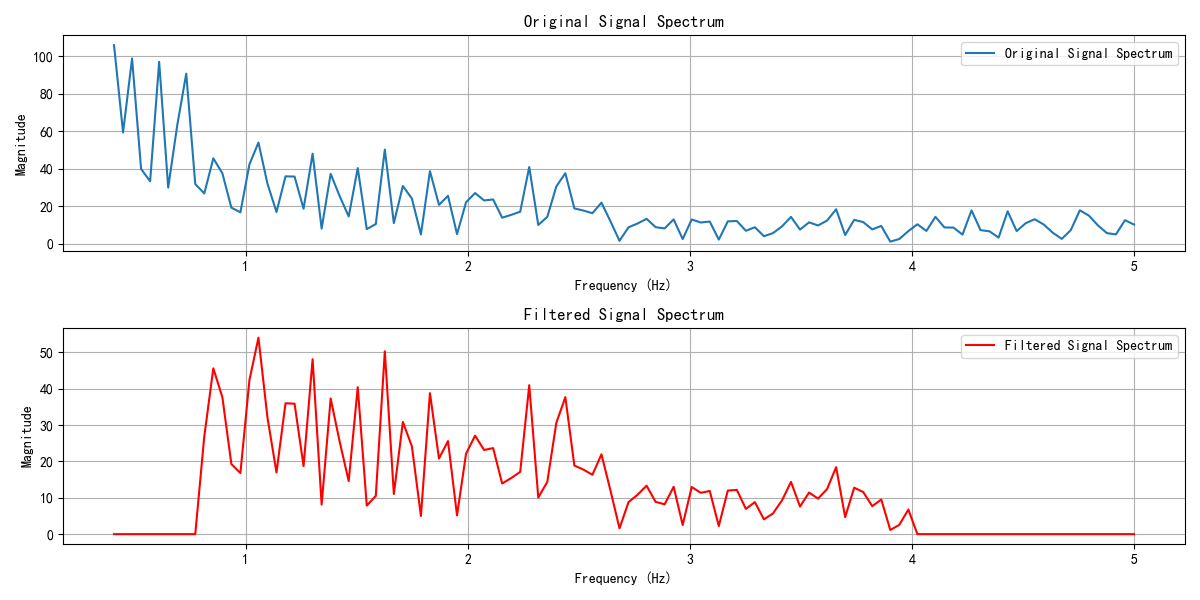 Original Signal Spectrum
Original Signal Spectrum
Magnitude
100
80
60
40
20
0
1 2 3 4 5
Frequency (Hz)
Filtered Signal Spectrum
Filtered Signal Spectrum
Magnitude
50
40
30
20
10
0
1 2 3 4 5
Frequency (Hz)